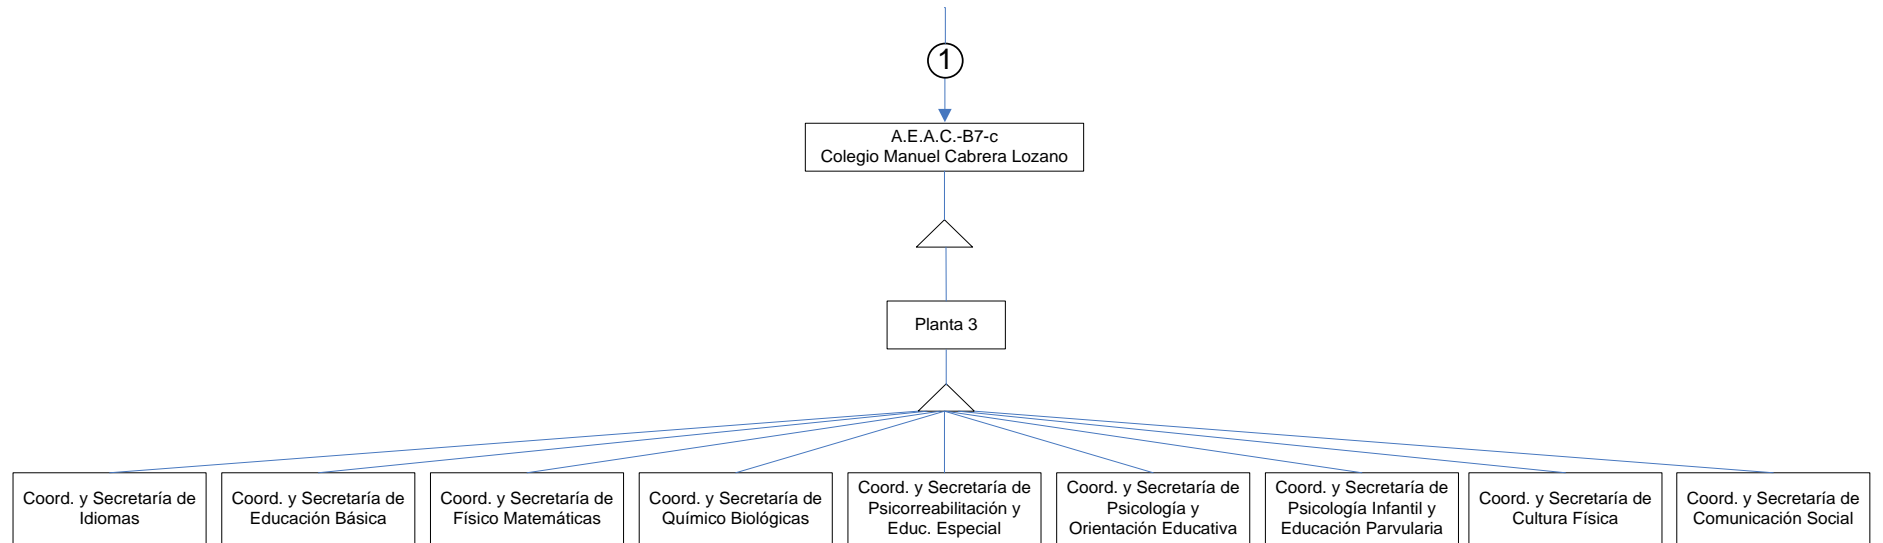 1
A.E.A.C.-B7-c
Colegio Manuel Cabrera Lozano
Planta 3
Coord. y Secretaría de
Idiomas
Coord. y Secretaría de
Educación Básica
Coord. y Secretaría de
Físico Matemáticas
Coord. y Secretaría de
Químico Biológicas
Coord. y Secretaría de
Psicorreabilitación y
Educ. Especial
Coord. y Secretaría de
Psicología y
Orientación Educativa
Coord. y Secretaría de
Psicología Infantil y
Educación Parvularia
Coord. y Secretaría de
Cultura Física
Coord. y Secretaría de
Comunicación Social